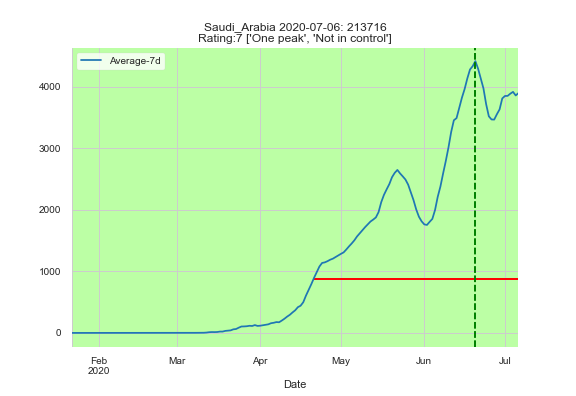 Saudi_Arabia 2020-07-06: 213716
Rating:7 ['One peak', 'Not in control']
Average-7d
4000
3000
2000
1000
0
Feb Mar Apr May Jun Jul
2020
Date